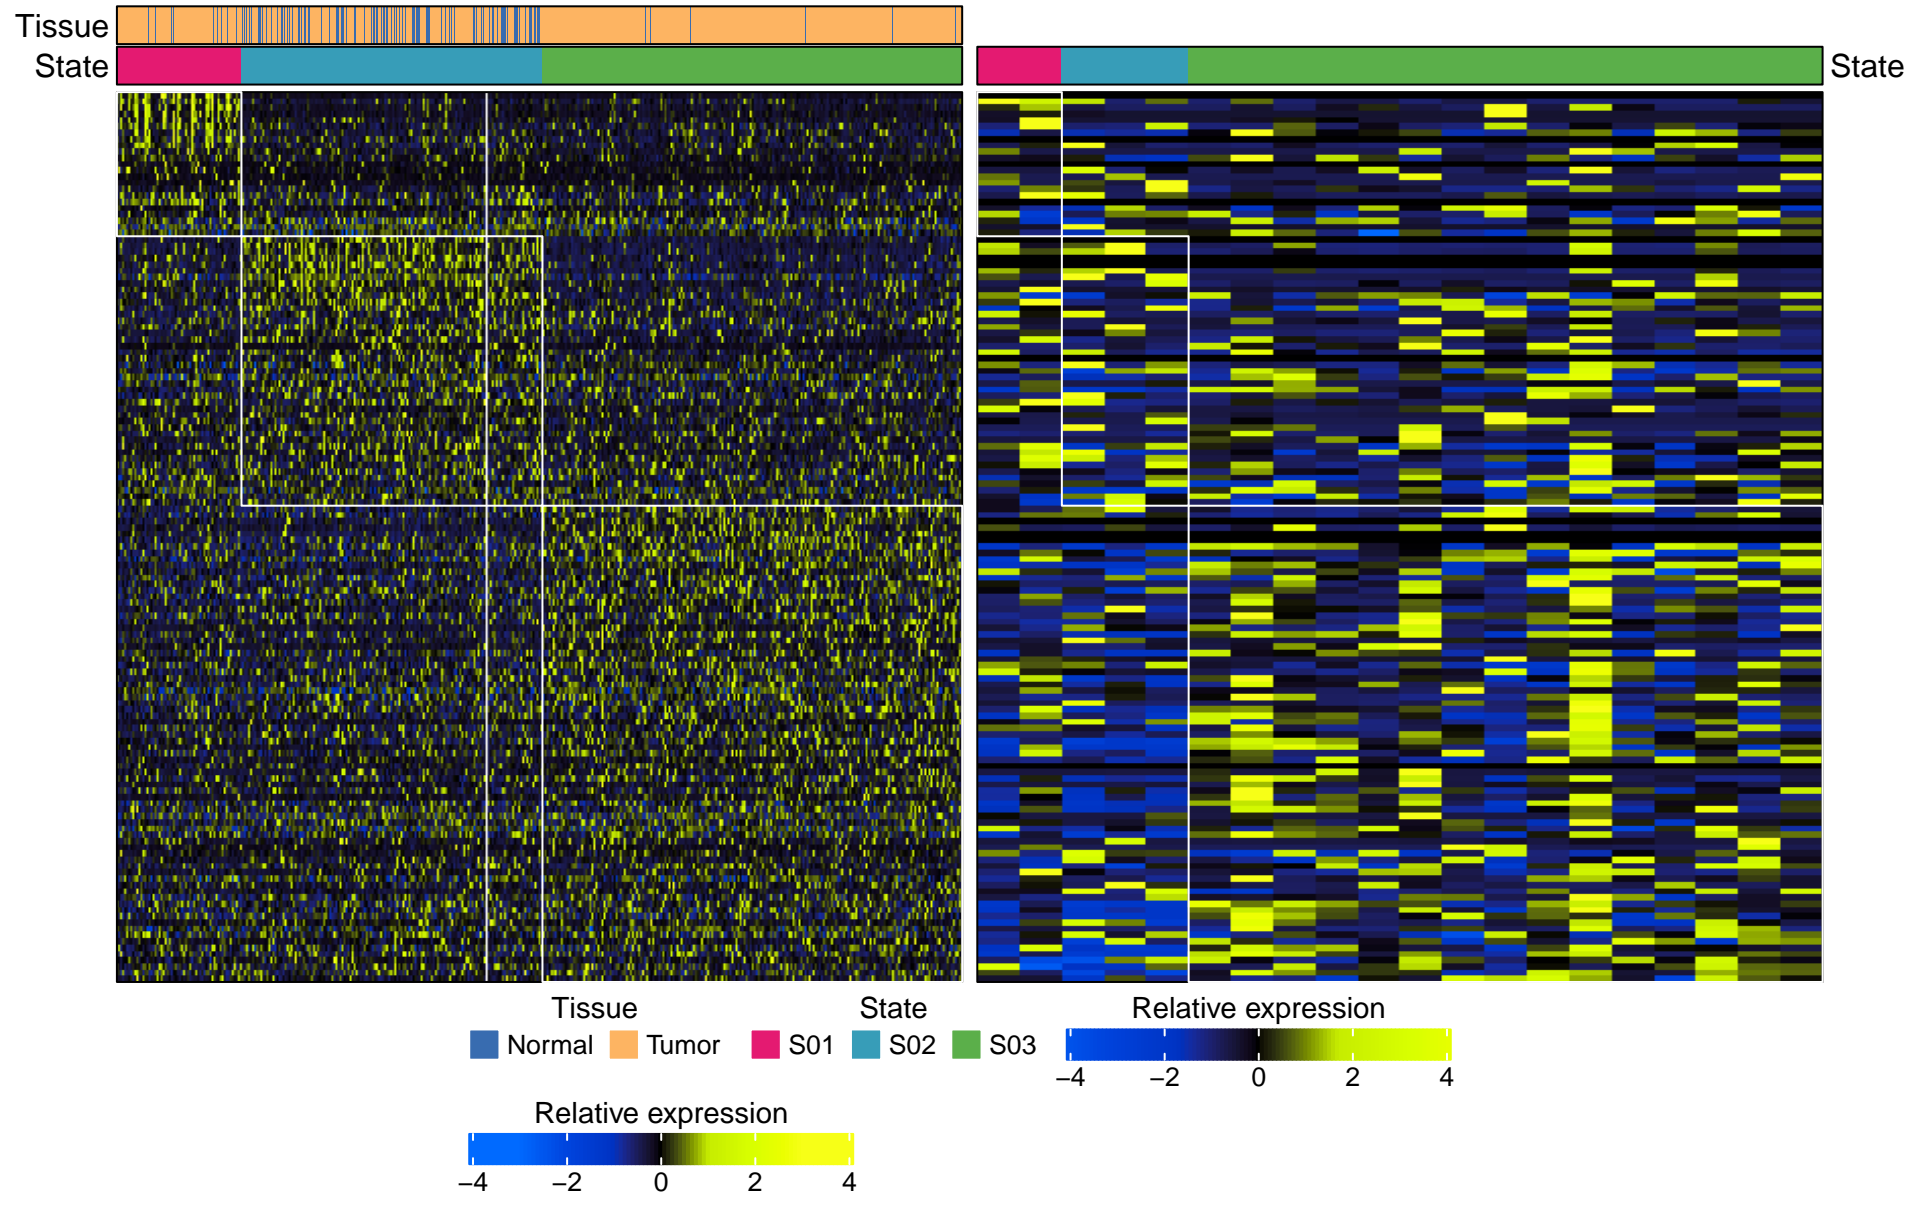 Tissue
State
State
Tissue
Normal Tumor
State
S01 S02 S03
Relative expression
−4 −2 0 2 4
Relative expression
−4 −2 0 2 4